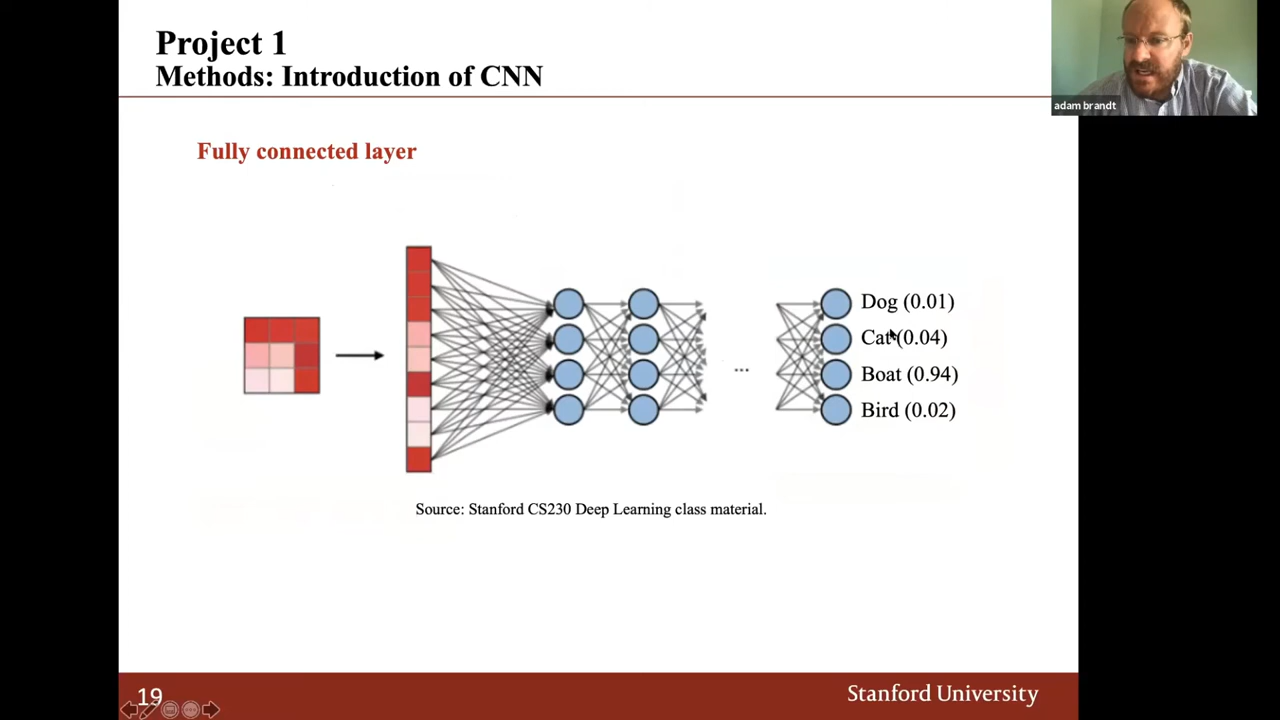 Project 1
Methods: Introduction of CNN
adam brandt
Fully connected layer
Dog (0.01)
Cat (0.04)
Boat (0.94)
...
Bird (0.02)
Source: Stanford CS230 Deep Learning class material.
19
Stanford University